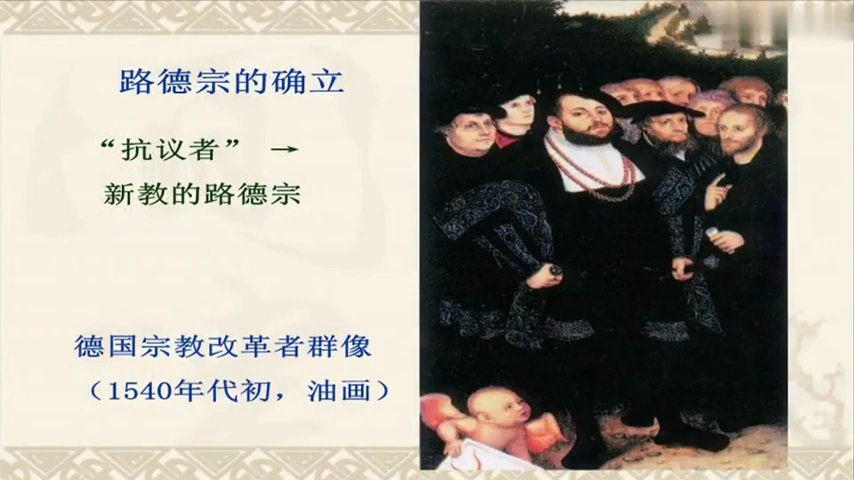 路德宗的确立
“抗议者” →
新教的路德宗
德国宗教改革者群像
（1540年代初，油画）